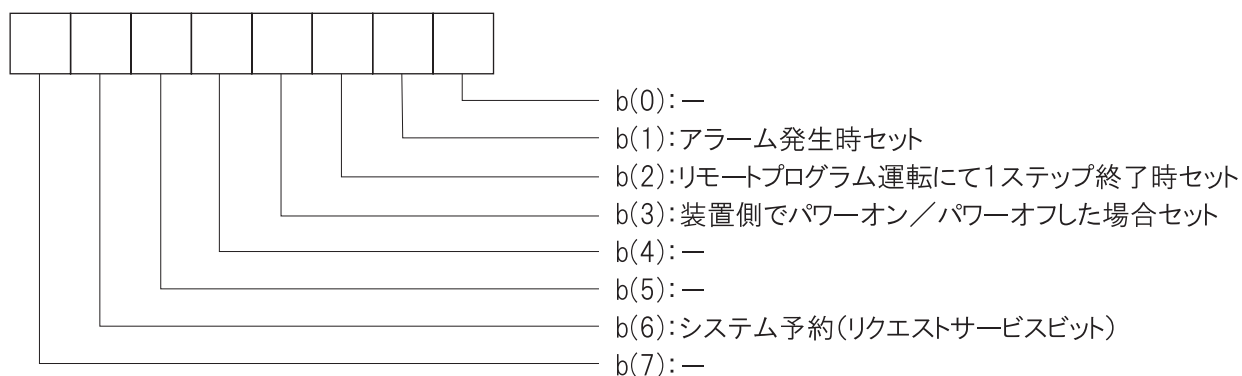 b(0):—
b(1):アラーム発生時セット
b(2):リモートプログラム運転にて1ステップ終了時セット
b(3):装置側でパワーオン／パワーオフした場合セット
b(4):—
b(5):—
b(6):システム予約(リクエストサービスビット)
b(7):—